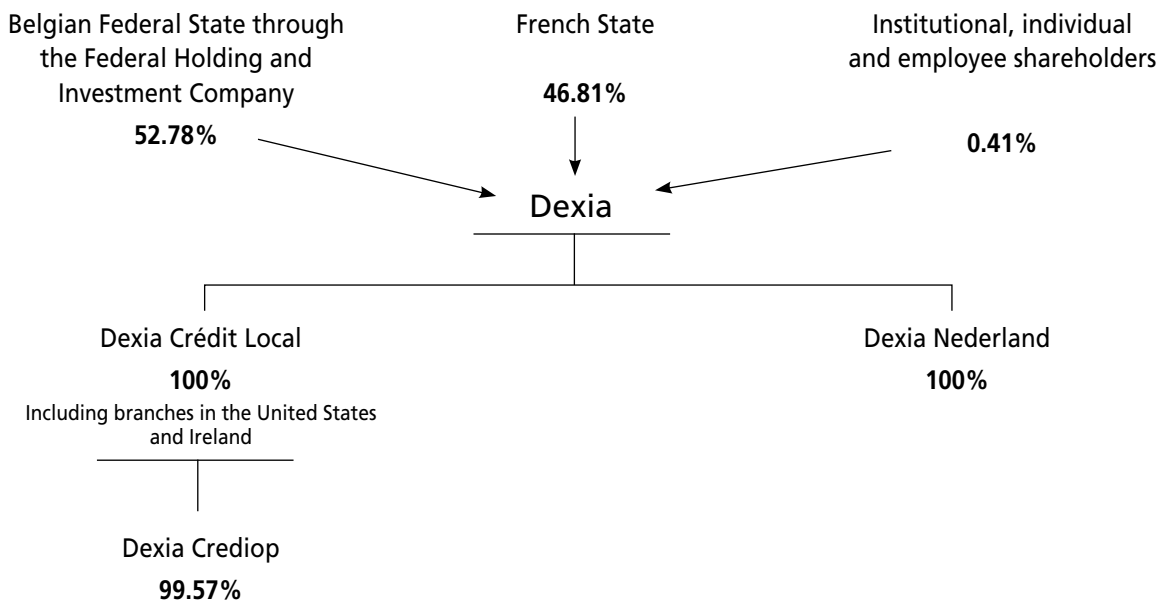 Belgian Federal State through
the Federal Holding and
Investment Company
52.78%
French State
46.81%
Institutional, individual
and employee shareholders
0.41%
Dexia
Dexia Crédit Local
100%
Including branches in the United States
and Ireland
Dexia Nederland
100%
Dexia Crediop
99.57%